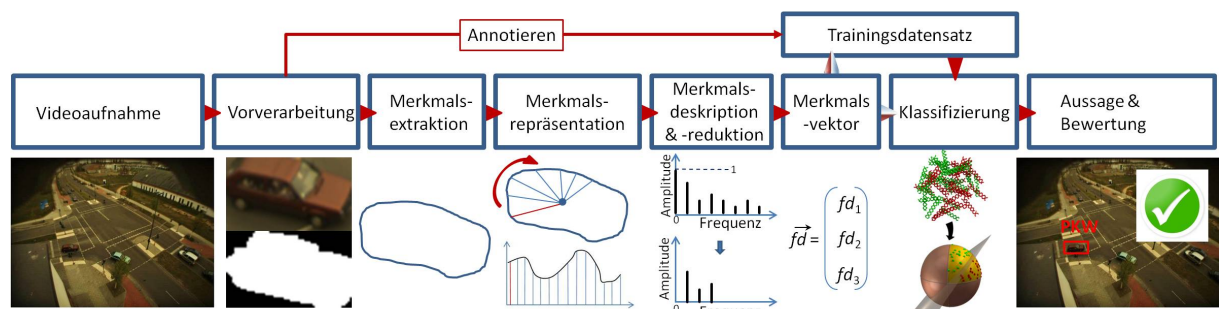 Annotieren
Trainingsdatensatz
Videoaufnahme
Vorverarbeitung
Merkmals-
extraktion
Merkmals-
repräsentation
Merkmals-
deskription
& -reduktion
Merkmals
-vektor
Klassifizierung
Aussage &
Bewertung
Amplitude
1
0
Frequenz
Amplitude
0
Frequenz
fd =
fd1
fd2
fd3
PKW